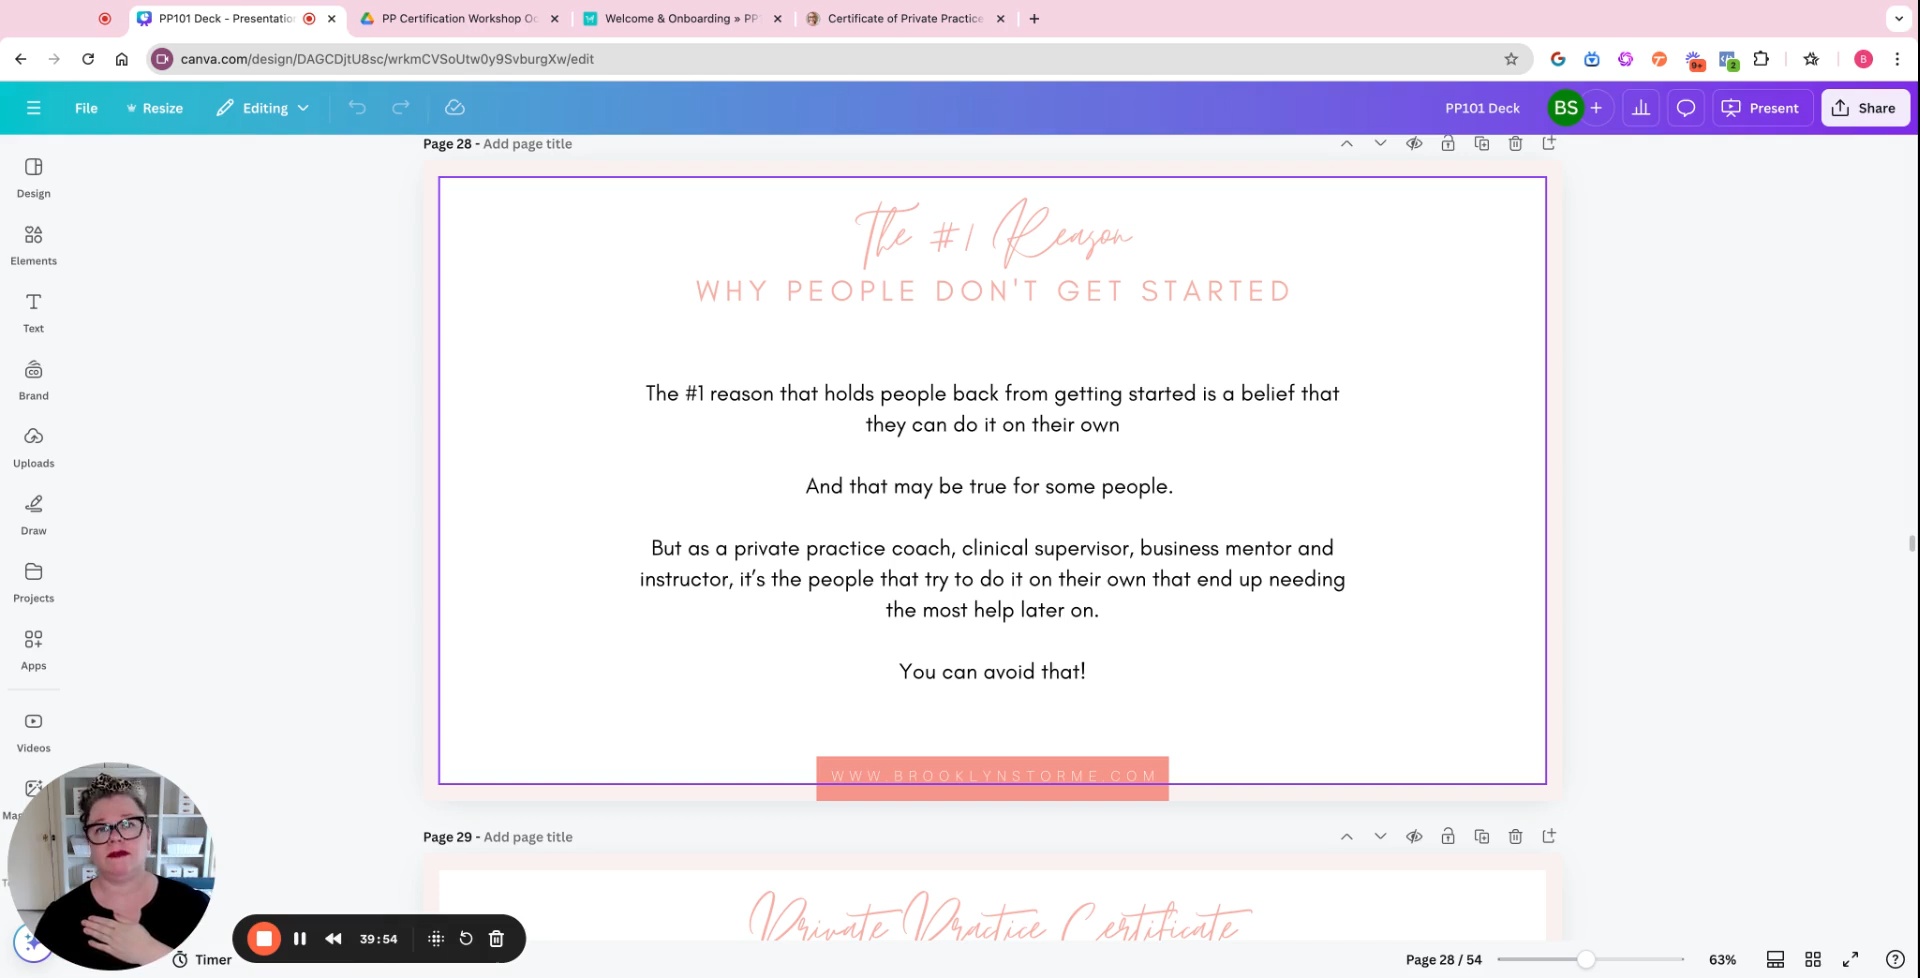 PP101 Deck - Presentation
PP Certification Workshop Oc
Welcome & Onboarding » PP
Certificate of Private Practice
canva.com/design/DAGCDjtU8sc/wrkmCVSoUtw0y9SvburgXw/edit
9+
2
B
File
Resize
Editing
PP101 Deck
BS
Present
Share
Page 28 - Add page title
Design
Elements
Text
Brand
Uploads
Draw
Projects
Apps
Videos
The #1 Reason
WHY PEOPLE DON'T GET STARTED
The #1 reason that holds people back from getting started is a belief that
they can do it on their own
And that may be true for some people.
But as a private practice coach, clinical supervisor, business mentor and
instructor, it's the people that try to do it on their own that end up needing
the most help later on.
You can avoid that!
WWW.BROOKLYNSTORME.COM
Page 29 - Add page title
Private Practice Certificate
39:54
Timer
Page 28 / 54
63%